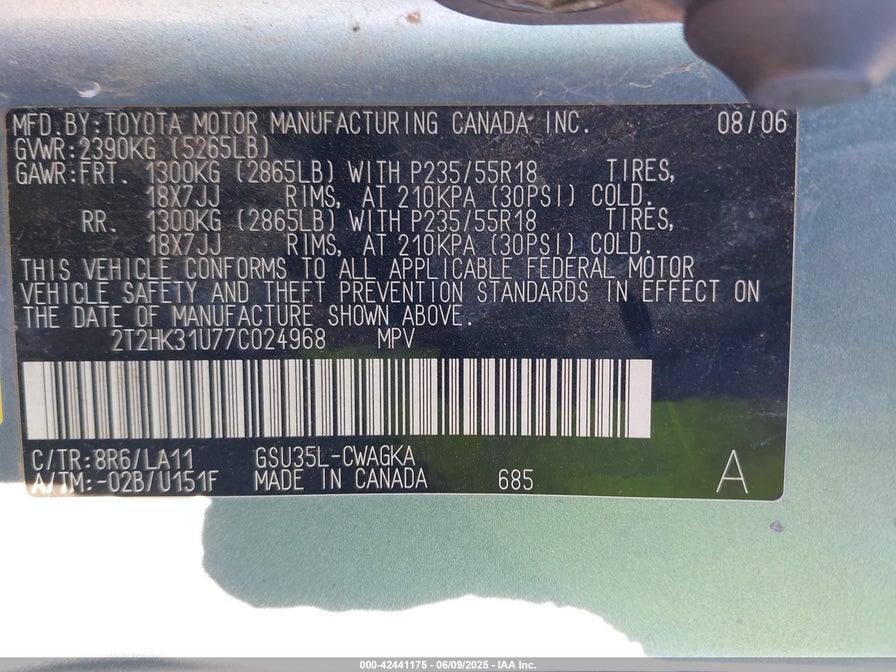 MFD.BY:TOYOTA MOTOR MANUFACTURING CANADA INC. 08/06
GVWR:2390KG (5265LB)
GAWR:FRT. 1300KG (2865LB) WITH P235/55R18 TIRES,
18X7JJ RIMS, AT 210KPA (30PSI) COLD.
RR. 1300KG (2865LB) WITH P235/55R18 TIRES,
18X7JJ RIMS, AT 210KPA (30PSI) COLD.
THIS VEHICLE CONFORMS TO ALL APPLICABLE FEDERAL MOTOR
VEHICLE SAFETY AND THEFT PREVENTION STANDARDS IN EFFECT ON
THE DATE OF MANUFACTURE SHOWN ABOVE.
2T2HK31U77C024968 MPV
C/TR:8R6/LA11 GSU35L-CWAGKA
A/TM:-02B/U151F MADE IN CANADA 685 A
000-42441175 | 06/09/2025 | IAA Inc.